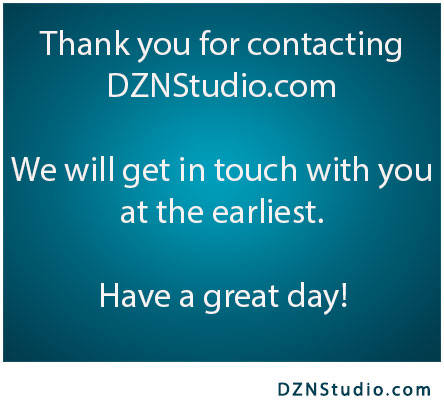 Thank you for contacting
DZNStudio.com
We will get in touch with you
at the earliest.
Have a great day!
DZNStudio.com